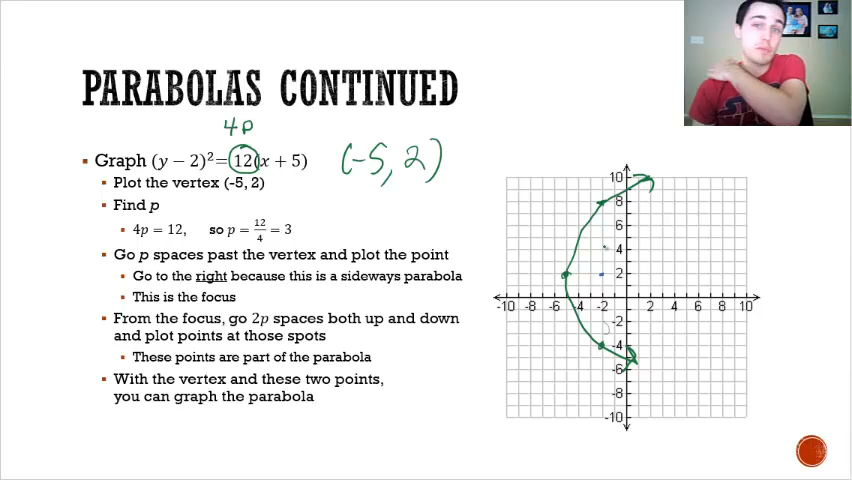 PARABOLAS CONTINUED
4p
Graph (y − 2)²= 12(x + 5)
(-5, 2)
Plot the vertex (-5, 2)
Find p
4p = 12, so p = 12/4 = 3
Go p spaces past the vertex and plot the point
Go to the right because this is a sideways parabola
This is the focus
From the focus, go 2p spaces both up and down
and plot points at those spots
These points are part of the parabola
With the vertex and these two points,
you can graph the parabola
10
8
6
4
2
-10 -8 -6 -4 -2 2 4 6 8 10
-2
-4
-6
-8
-10